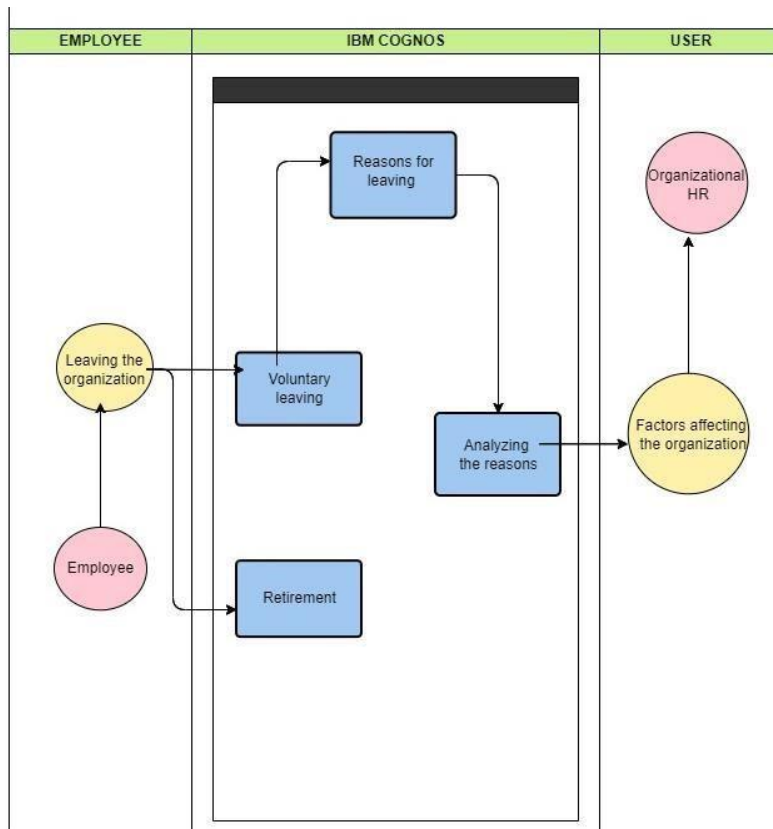 EMPLOYEE
IBM COGNOS
USER
Reasons for
leaving
Organizational
HR
Leaving the
organization
Voluntary
leaving
Factors affecting
the organization
Analyzing
the reasons
Employee
Retirement